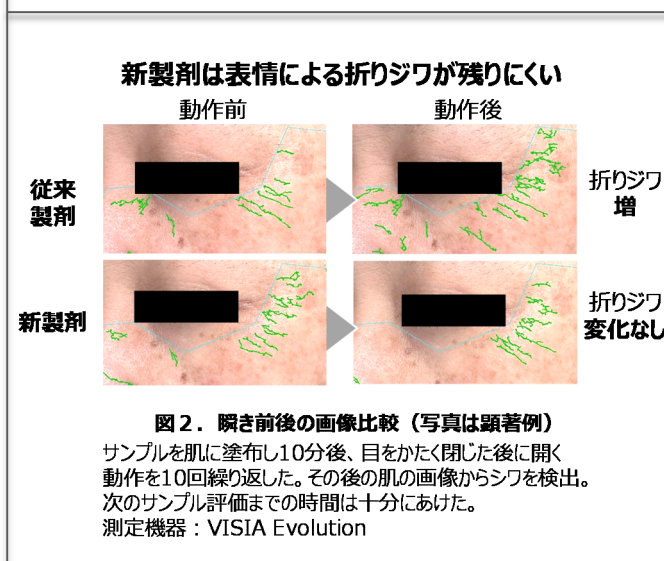 新製剤は表情による折りジワが残りにくい
動作前
動作後
従来
製剤
折りジワ
増
新製剤
折りジワ
変化なし
図2．瞬き前後の画像比較（写真は顕著例）
サンプルを肌に塗布し10分後、目をかたく閉じた後に開く
動作を10回繰り返した。その後の肌の画像からシワを検出。
次のサンプル評価までの時間は十分にあけた。
測定機器：VISIA Evolution